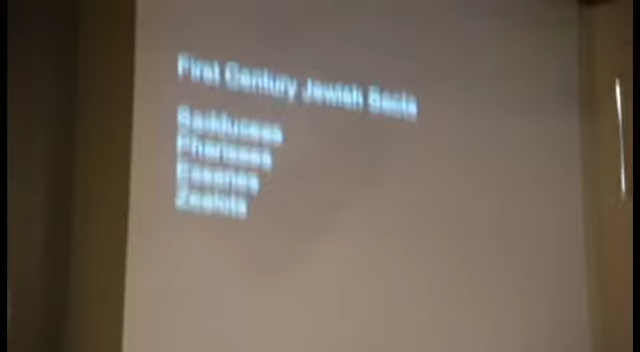 First Century Jewish Sects
Sadducees
Pharisees
Essenes
Zealots